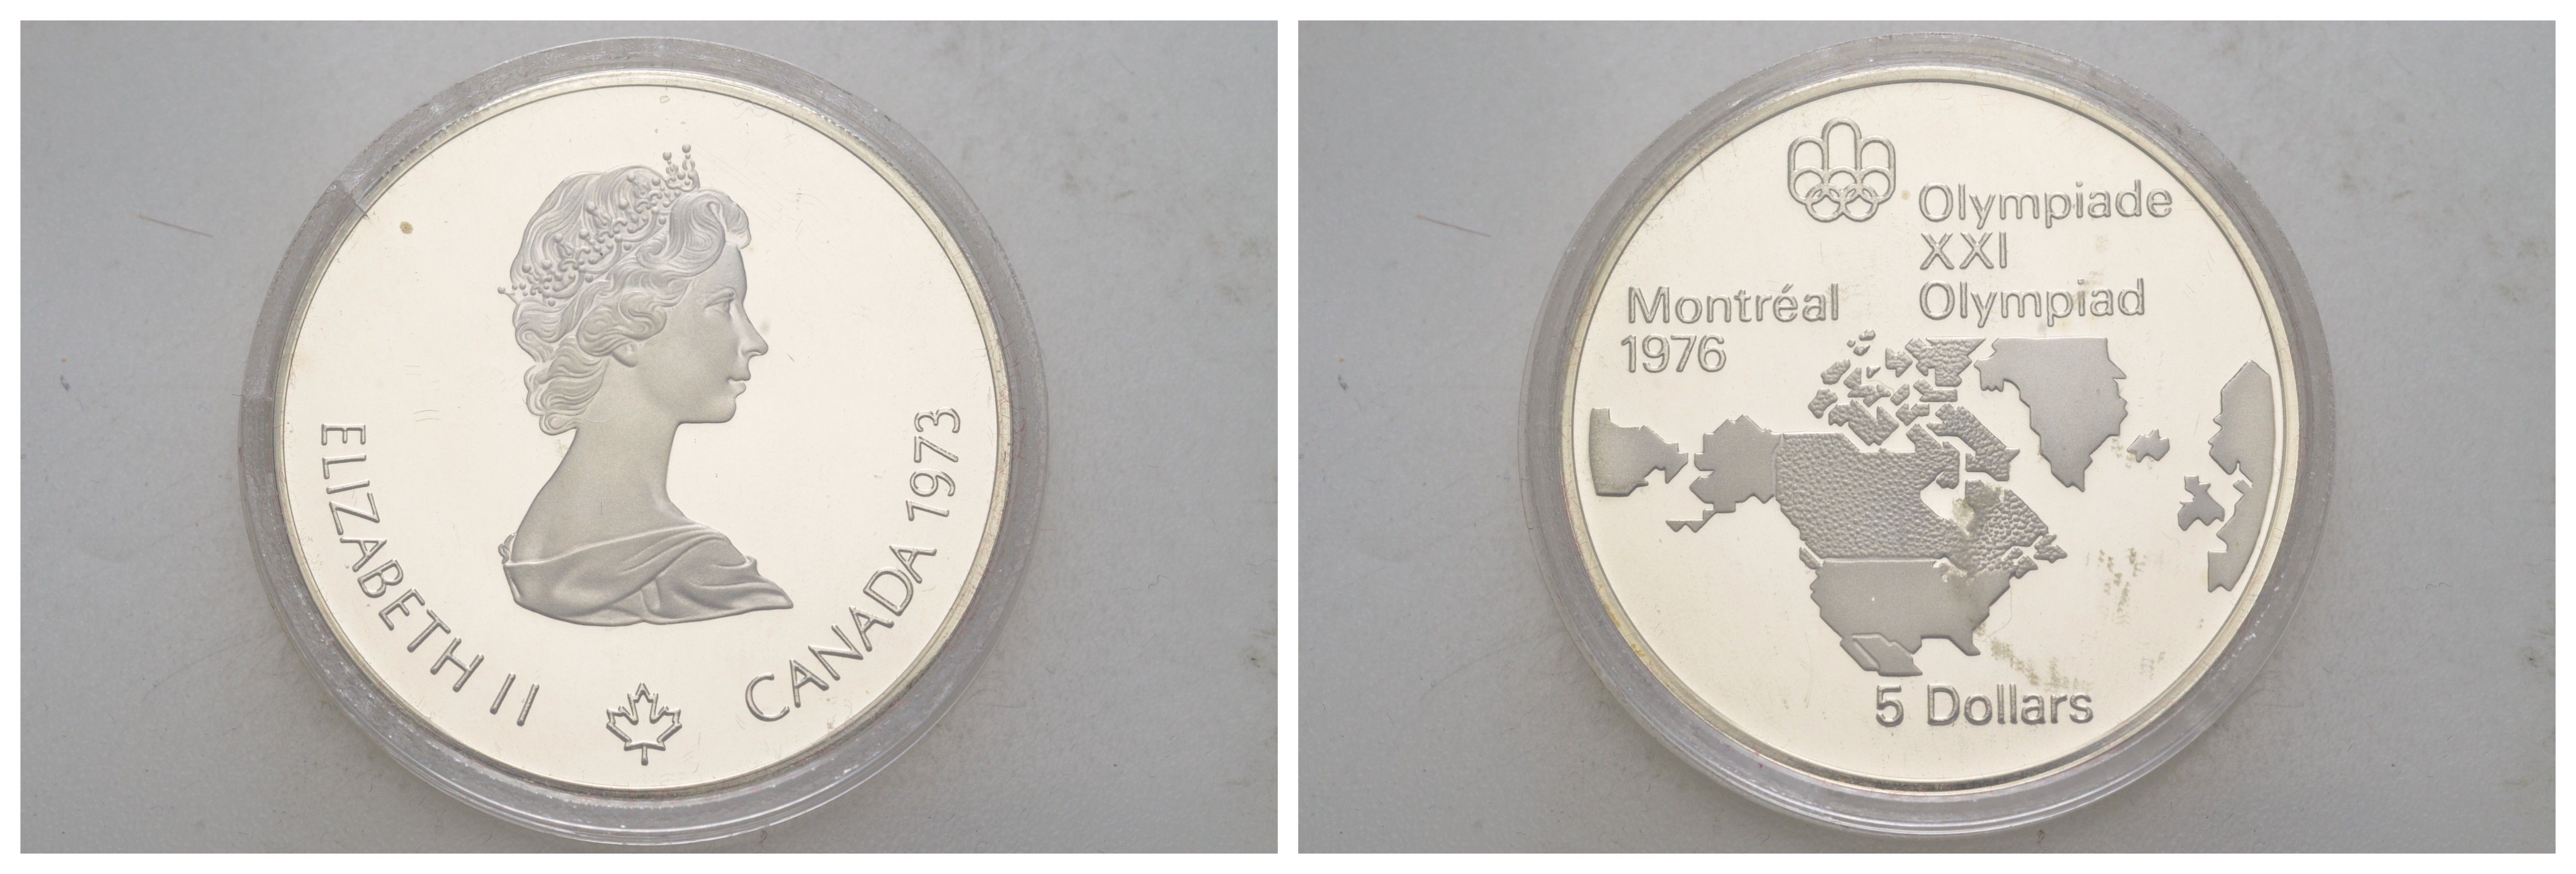 ELIZABETH II
CANADA 1973
Olympiade
XXI
Olympiad
Montréal
1976
5 Dollars